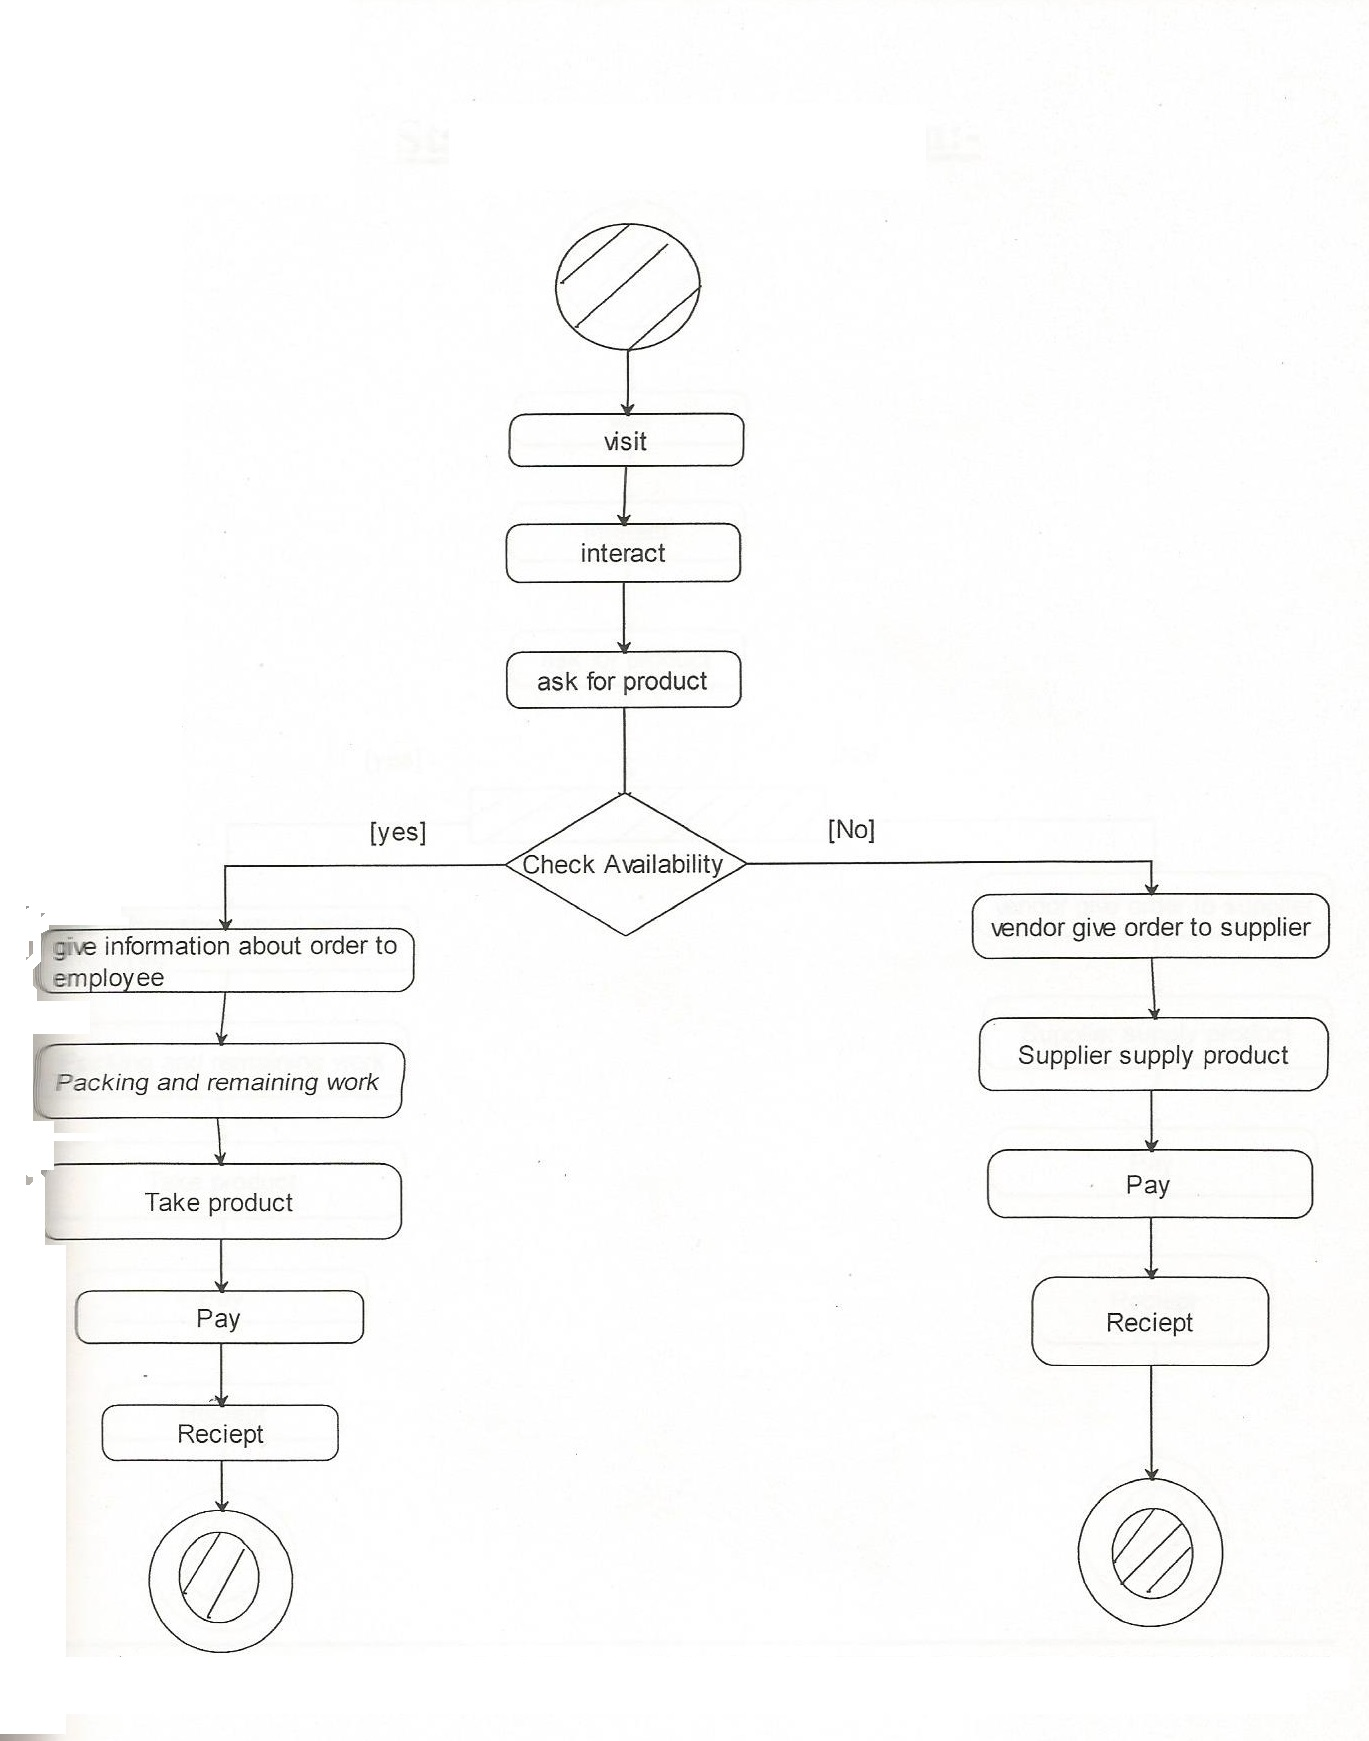 visit
interact
ask for product
Check Availability
[yes]
[No]
give information about order to
employee
Packing and remaining work
Take product
Pay
Reciept
vendor give order to supplier
Supplier supply product
Pay
Reciept